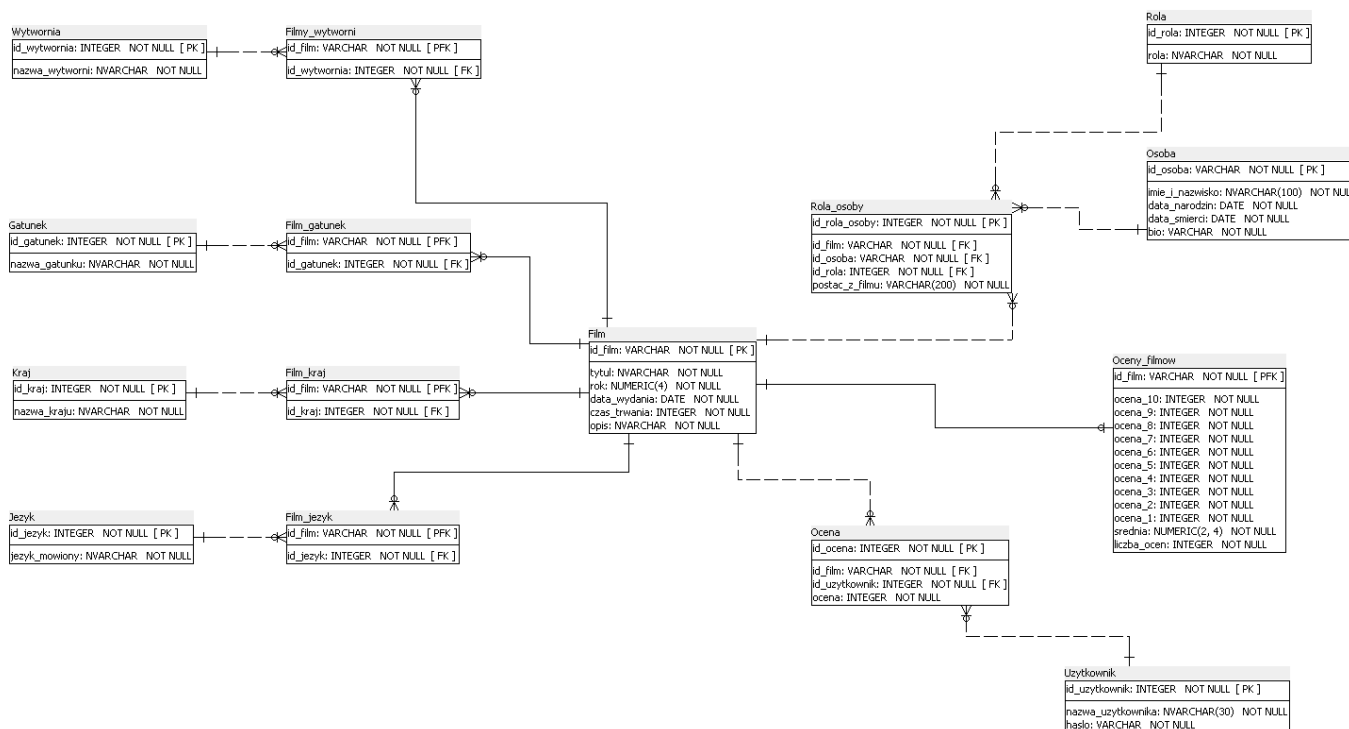 Wytwornia
id_wytwornia: INTEGER NOT NULL [ PK ]
nazwa_wytworni: NVARCHAR NOT NULL
Filmy_wytworni
id_film: VARCHAR NOT NULL [ PFK ]
id_wytwornia: INTEGER NOT NULL [ FK ]
Rola
id_rola: INTEGER NOT NULL [ PK ]
rola: NVARCHAR NOT NULL
Osoba
id_osoba: VARCHAR NOT NULL [ PK ]
imie_i_nazwisko: NVARCHAR(100) NOT NUL
data_narodzin: DATE NOT NULL
data_smierci: DATE NOT NULL
bio: VARCHAR NOT NULL
Rola_osoby
id_rola_osoby: INTEGER NOT NULL [ PK ]
id_film: VARCHAR NOT NULL [ FK ]
id_osoba: VARCHAR NOT NULL [ FK ]
id_rola: INTEGER NOT NULL [ FK ]
postac_z_filmu: VARCHAR(200) NOT NULL
Gatunek
id_gatunek: INTEGER NOT NULL [ PK ]
nazwa_gatunku: NVARCHAR NOT NULL
Film_gatunek
id_film: VARCHAR NOT NULL [ PFK ]
id_gatunek: INTEGER NOT NULL [ FK ]
Film
id_film: VARCHAR NOT NULL [ PK ]
tytul: NVARCHAR NOT NULL
rok: NUMERIC(4) NOT NULL
data_wydania: DATE NOT NULL
czas_trwania: INTEGER NOT NULL
opis: NVARCHAR NOT NULL
Kraj
id_kraj: INTEGER NOT NULL [ PK ]
nazwa_kraju: NVARCHAR NOT NULL
Film_kraj
id_film: VARCHAR NOT NULL [ PFK ]
id_kraj: INTEGER NOT NULL [ FK ]
Oceny_filmow
id_film: VARCHAR NOT NULL [ PFK ]
ocena_10: INTEGER NOT NULL
ocena_9: INTEGER NOT NULL
ocena_8: INTEGER NOT NULL
ocena_7: INTEGER NOT NULL
ocena_6: INTEGER NOT NULL
ocena_5: INTEGER NOT NULL
ocena_4: INTEGER NOT NULL
ocena_3: INTEGER NOT NULL
ocena_2: INTEGER NOT NULL
ocena_1: INTEGER NOT NULL
srednia: NUMERIC(2, 4) NOT NULL
liczba_ocen: INTEGER NOT NULL
Jezyk
id_jezyk: INTEGER NOT NULL [ PK ]
jezyk_mowiony: NVARCHAR NOT NULL
Film_jezyk
id_film: VARCHAR NOT NULL [ PFK ]
id_jezyk: INTEGER NOT NULL [ FK ]
Ocena
id_ocena: INTEGER NOT NULL [ PK ]
id_film: VARCHAR NOT NULL [ FK ]
id_uzytkownik: INTEGER NOT NULL [ FK ]
ocena: INTEGER NOT NULL
Uzytkownik
id_uzytkownik: INTEGER NOT NULL [ PK ]
nazwa_uzytkownika: NVARCHAR(30) NOT NULL
haslo: VARCHAR NOT NULL